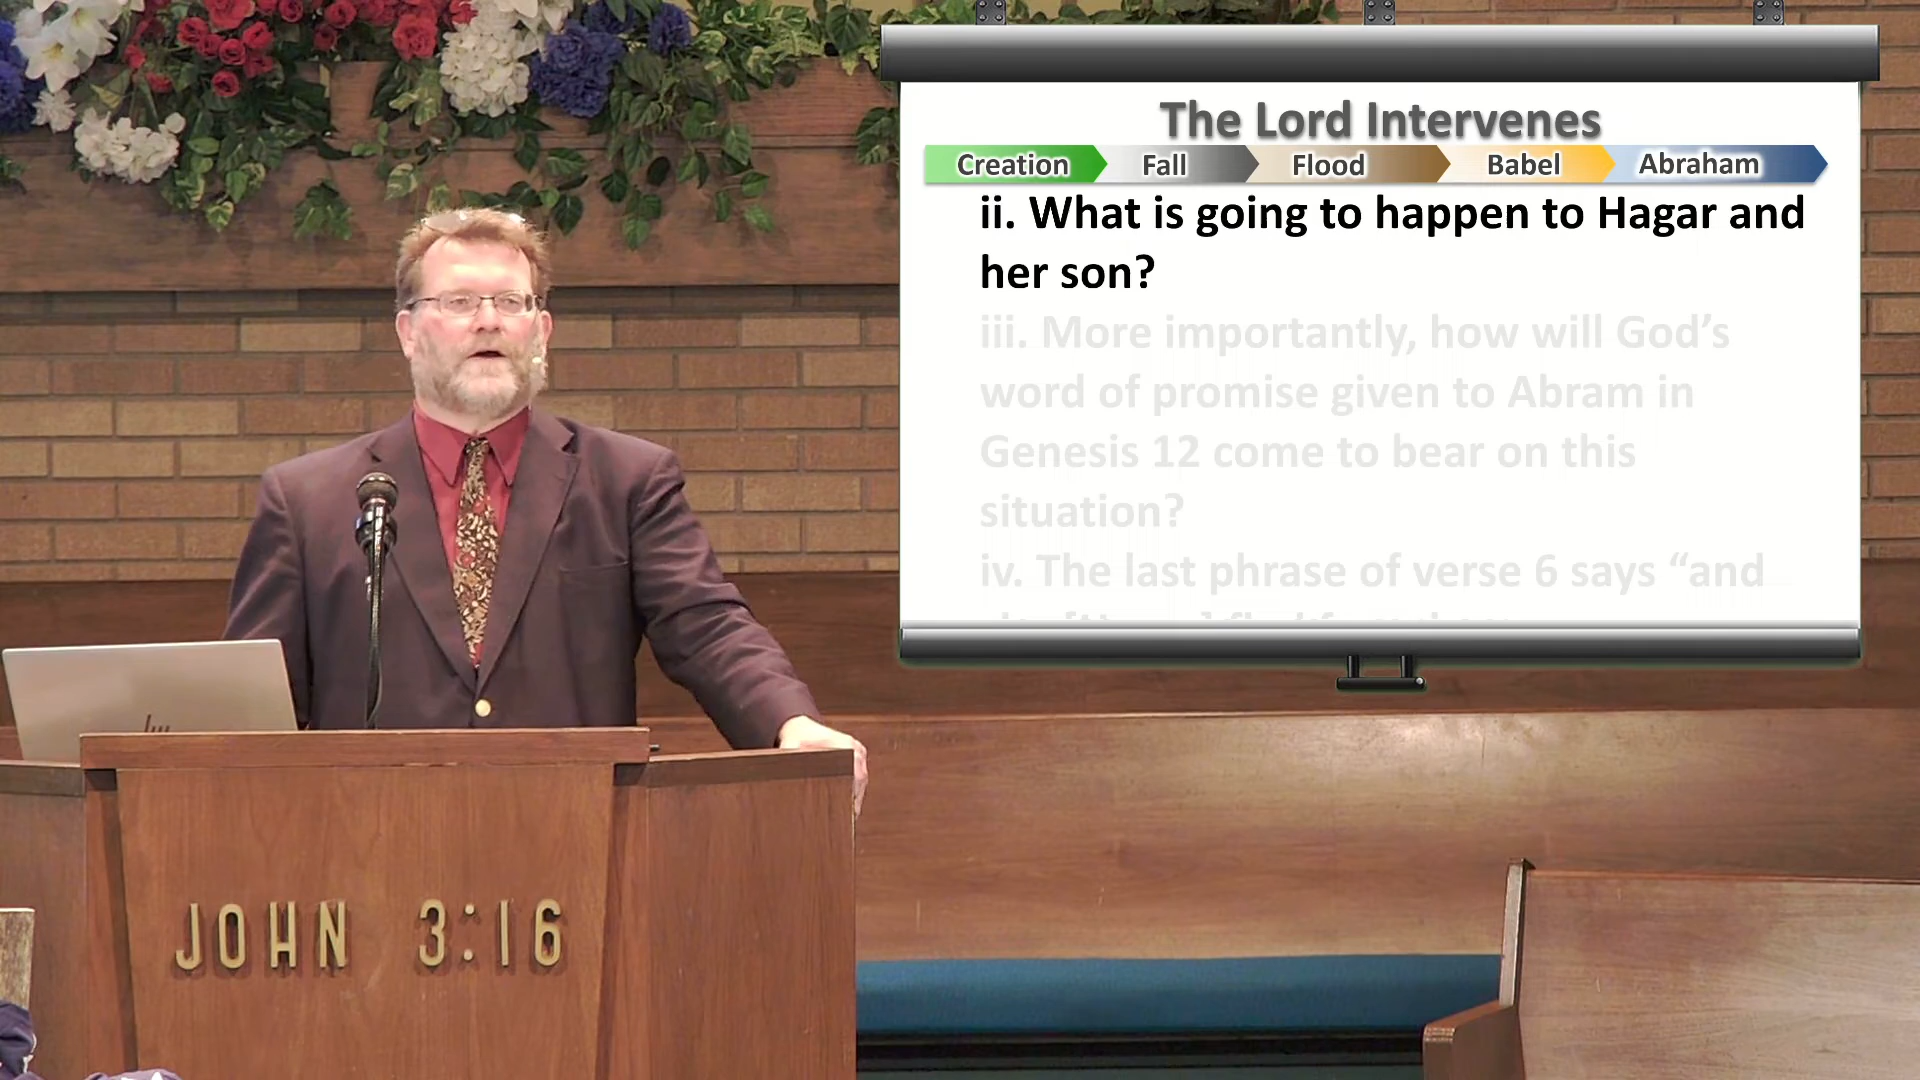 The Lord Intervenes
Creation Fall Flood Babel Abraham
ii. What is going to happen to Hagar and
her son?
iii. More importantly, how will God’s
word of promise given to Abram in
Genesis 12 come to bear on this
situation?
iv. The last phrase of verse 6 says “and
hp
JOHN 3:16